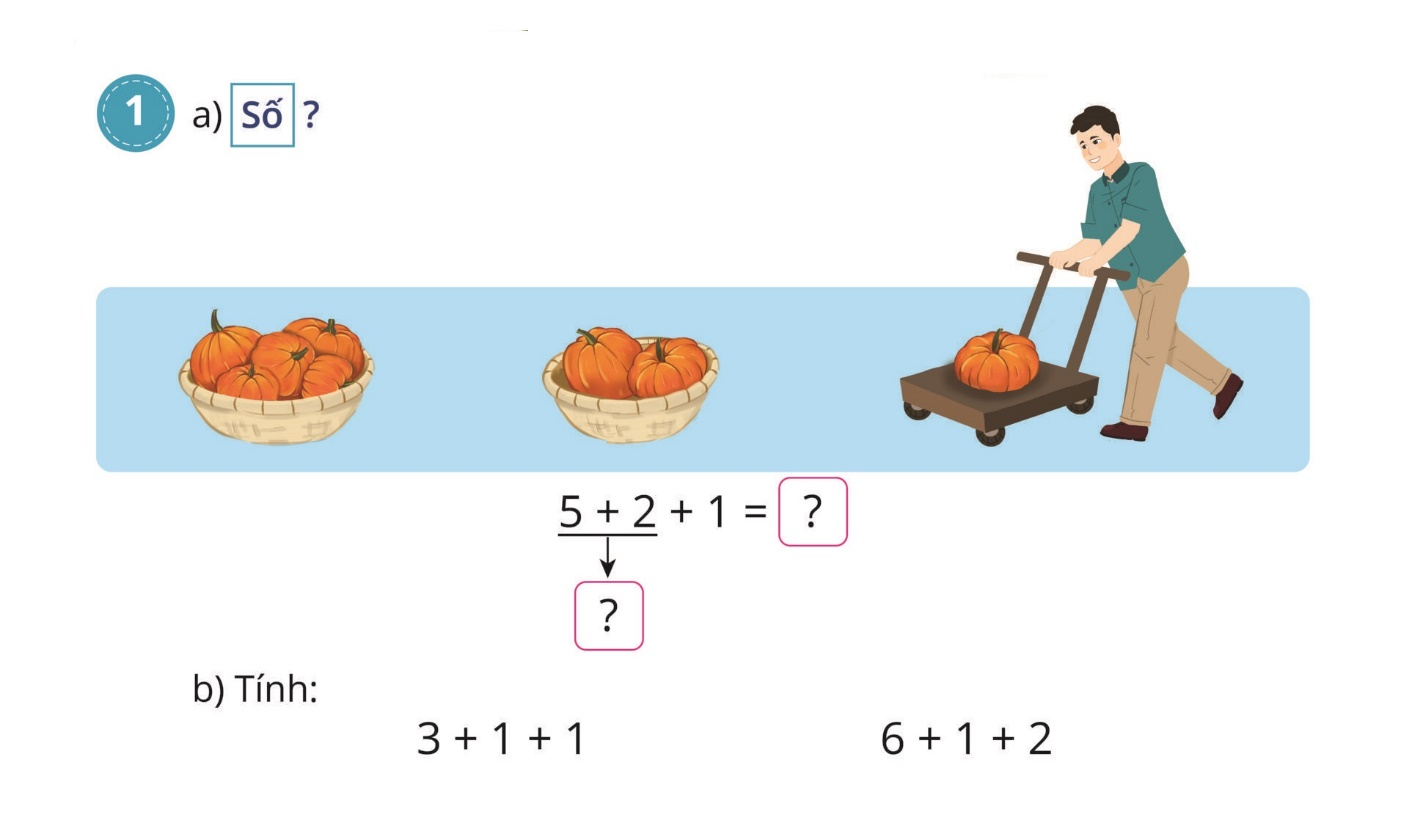 1 a) Số ?
5 + 2 + 1 = ?
?
b) Tính:
3 + 1 + 1 6 + 1 + 2